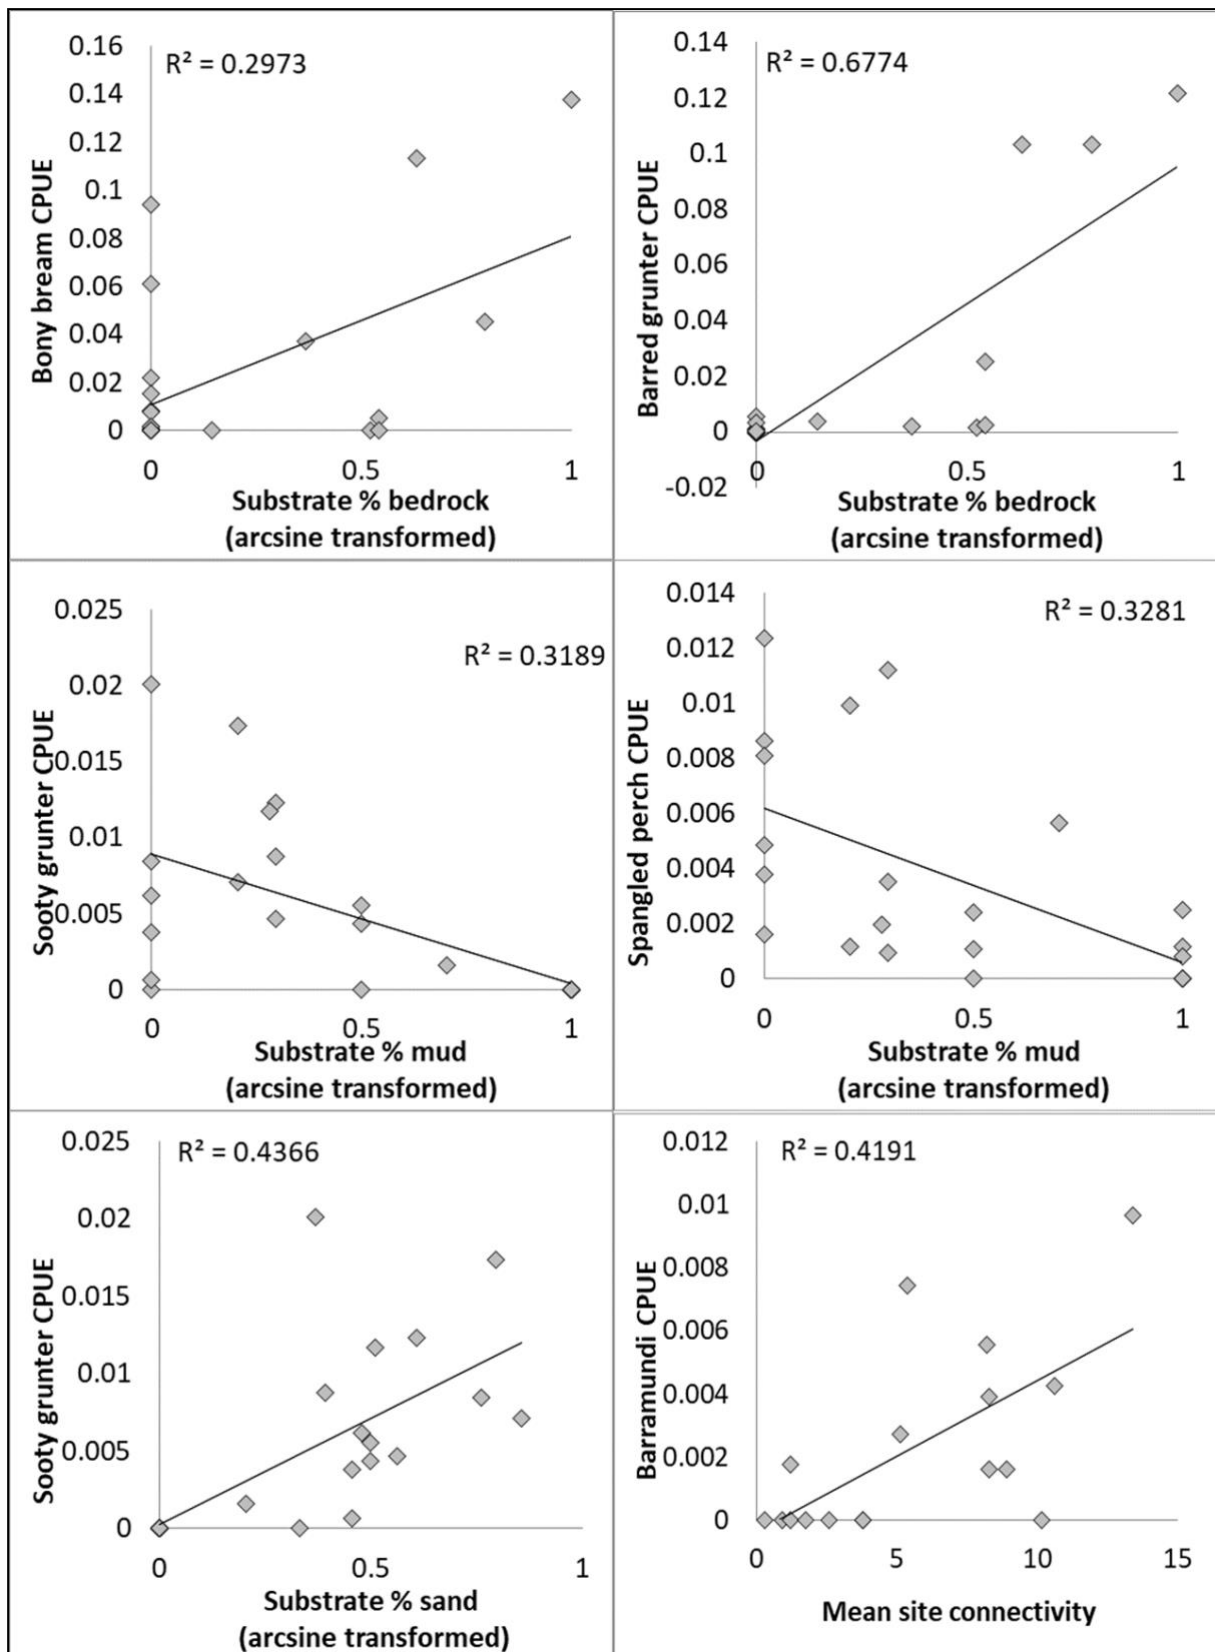 R² = 0.2973
0.16
0.14
0.12
0.1
0.08
0.06
0.04
0.02
0
Bony bream CPUE
0 0.5 1
Substrate % bedrock
(arcsine transformed)
R² = 0.6774
0.14
0.12
0.1
0.08
0.06
0.04
0.02
0
-0.02
Barred grunter CPUE
0 0.5 1
Substrate % bedrock
(arcsine transformed)
R² = 0.3189
0.025
0.02
0.015
0.01
0.005
0
Sooty grunter CPUE
0 0.5 1
Substrate % mud
(arcsine transformed)
R² = 0.3281
0.014
0.012
0.01
0.008
0.006
0.004
0.002
0
Spangled perch CPUE
0 0.5 1
Substrate % mud
(arcsine transformed)
R² = 0.4366
0.025
0.02
0.015
0.01
0.005
0
Sooty grunter CPUE
0 0.5 1
Substrate % sand
(arcsine transformed)
R² = 0.4191
0.012
0.01
0.008
0.006
0.004
0.002
0
Barramundi CPUE
0 5 10 15
Mean site connectivity